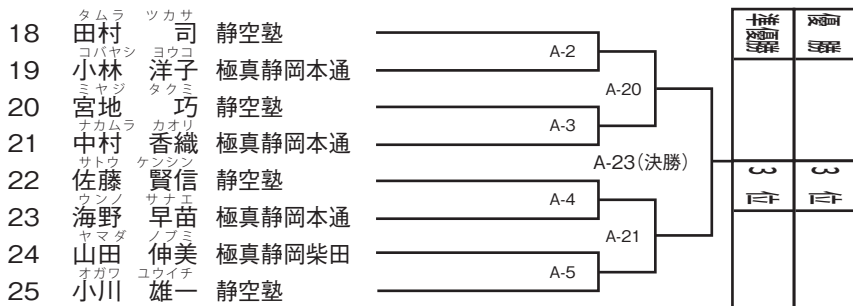 タムラ ツカサ
18 田村 司 静空塾
コバヤシ ヨウコ
19 小林 洋子 極真静岡本通
ミヤジ タクミ
20 宮地 巧 静空塾
ナカムラ カオリ
21 中村 香織 極真静岡本通
サトウ ケンシン
22 佐藤 賢信 静空塾
ウンノ サナエ
23 海野 早苗 極真静岡本通
ヤマダ ノブミ
24 山田 伸美 極真静岡柴田
オガワ ユウイチ
25 小川 雄一 静空塾
A-2
A-3
A-4
A-5
A-20
A-21
A-23(決勝)
準優勝
優勝
3位
3位